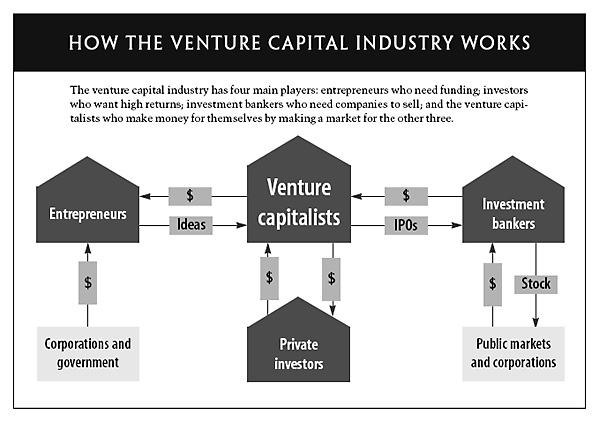 HOW THE VENTURE CAPITAL INDUSTRY WORKS
The venture capital industry has four main players: entrepreneurs who need funding; investors
who want high returns; investment bankers who need companies to sell; and the venture capi-
talists who make money for themselves by making a market for the other three.
Entrepreneurs
$
Ideas
Venture
capitalists
$
IPOs
Investment
bankers
$
$
$
$
Stock
Corporations and
government
Private
investors
Public markets
and corporations